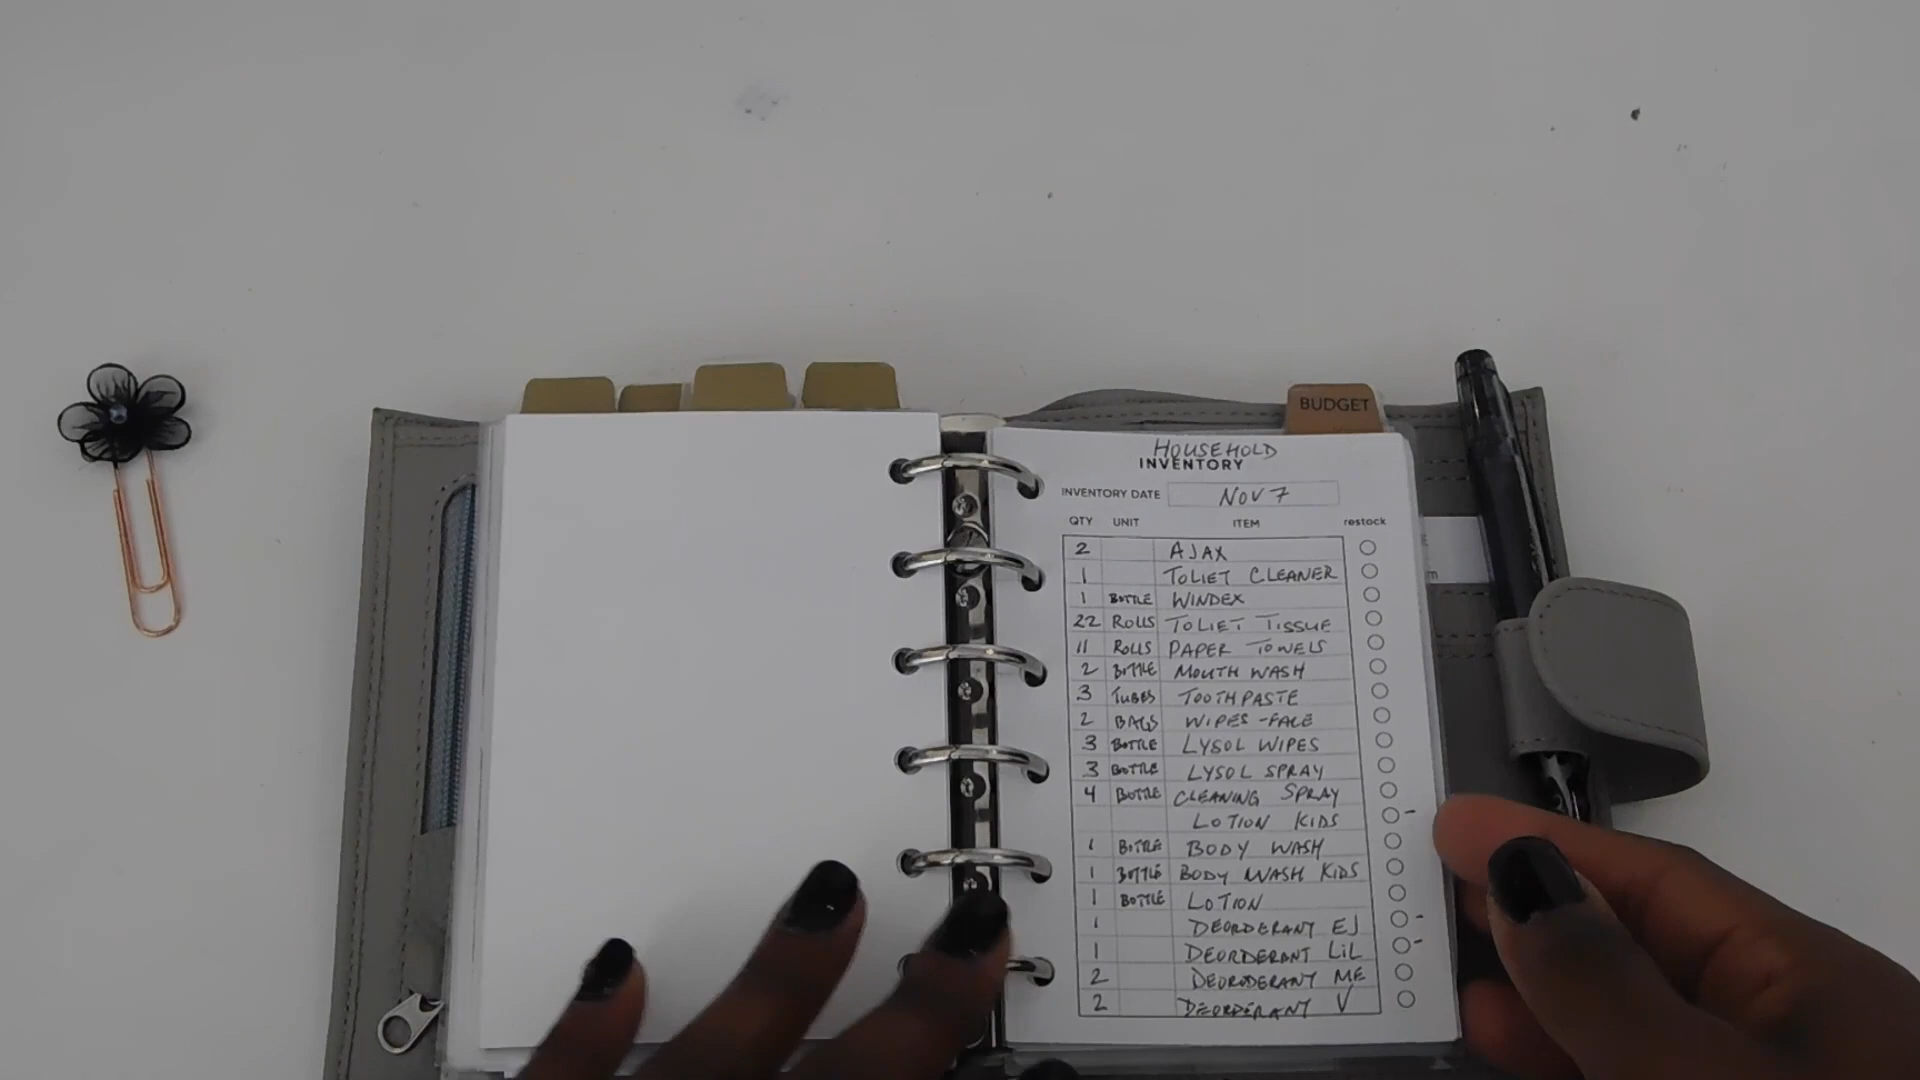 BUDGET
HOUSEHOLD
INVENTORY
INVENTORY DATE NOV 7
QTY UNIT ITEM restock
2 AJAX
1 TOLIET CLEANER
1 BOTTLE WINDEX
22 ROLLS TOLIET TISSUE
11 ROLLS PAPER TOWELS
2 BOTTLE MOUTH WASH
3 TUBES TOOTHPASTE
2 BAGS WIPES - FACE
3 BOTTLE LYSOL WIPES
3 BOTTLE LYSOL SPRAY
4 BOTTLE CLEANING SPRAY
LOTION KIDS -
1 BOTTLE BODY WASH
1 BOTTLE BODY WASH KIDS
1 BOTTLE LOTION
1 DEORDERANT EJ -
1 DEORDERANT LIL -
2 DEORDERANT ME
2 DEORDERANT V